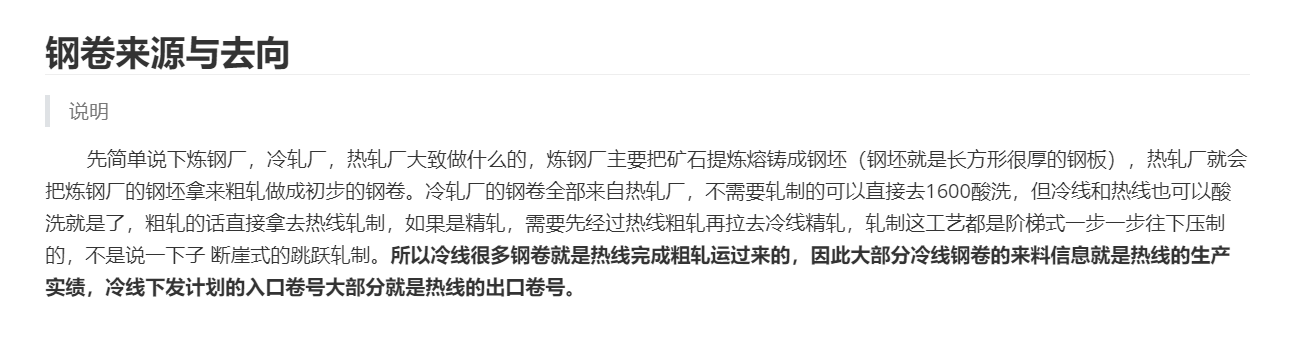 钢卷来源与去向
说明
先简单说下炼钢厂，冷轧厂，热轧厂大致做什么的，炼钢厂主要把矿石提炼熔铸成钢坯（钢坯就是长方形很厚的钢板），热轧厂就会
把炼钢厂的钢坯拿来粗轧做成初步的钢卷。冷轧厂的钢卷全部来自热轧厂，不需要轧制的可以直接去1600酸洗，但冷线和热线也可以酸
洗就是了，粗轧的话直接拿去热线轧制，如果是精轧，需要先经过热线粗轧再拉去冷线精轧，轧制这工艺都是阶梯式一步一步往下压制
的，不是说一下子 断崖式的跳跃轧制。所以冷线很多钢卷就是热线完成粗轧运过来的，因此大部分冷线钢卷的来料信息就是热线的生产
实绩，冷线下发计划的入口卷号大部分就是热线的出口卷号。